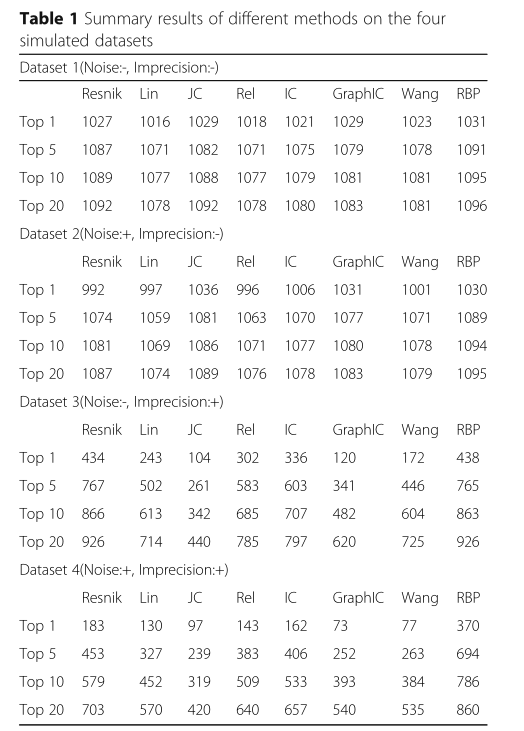 Table 1 Summary results of different methods on the four
simulated datasets
Dataset 1(Noise:-, Imprecision:-)
Resnik Lin JC Rel IC GraphIC Wang RBP
Top 1 1027 1016 1029 1018 1021 1029 1023 1031
Top 5 1087 1071 1082 1071 1075 1079 1078 1091
Top 10 1089 1077 1088 1077 1079 1081 1081 1095
Top 20 1092 1078 1092 1078 1080 1083 1081 1096
Dataset 2(Noise:+, Imprecision:-)
Resnik Lin JC Rel IC GraphIC Wang RBP
Top 1 992 997 1036 996 1006 1031 1001 1030
Top 5 1074 1059 1081 1063 1070 1077 1071 1089
Top 10 1081 1069 1086 1071 1077 1080 1078 1094
Top 20 1087 1074 1089 1076 1078 1083 1079 1095
Dataset 3(Noise:-, Imprecision:+)
Resnik Lin JC Rel IC GraphIC Wang RBP
Top 1 434 243 104 302 336 120 172 438
Top 5 767 502 261 583 603 341 446 765
Top 10 866 613 342 685 707 482 604 863
Top 20 926 714 440 785 797 620 725 926
Dataset 4(Noise:+, Imprecision:+)
Resnik Lin JC Rel IC GraphIC Wang RBP
Top 1 183 130 97 143 162 73 77 370
Top 5 453 327 239 383 406 252 263 694
Top 10 579 452 319 509 533 393 384 786
Top 20 703 570 420 640 657 540 535 860